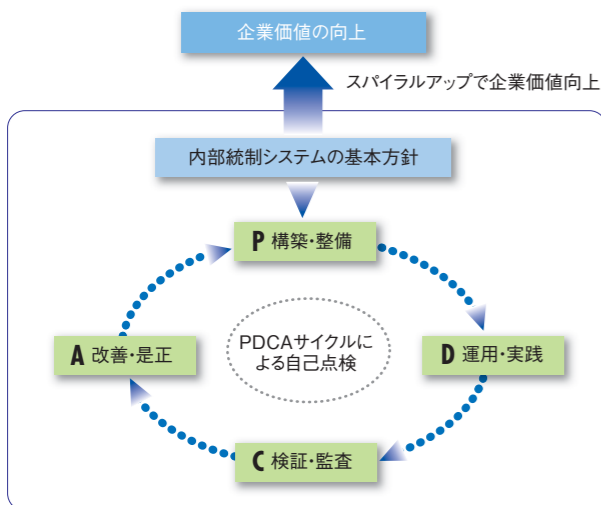 企業価値の向上
スパイラルアップで企業価値向上
内部統制システムの基本方針
P 構築・整備
PDCAサイクルに
よる自己点検
A 改善・是正
D 運用・実践
C 検証・監査